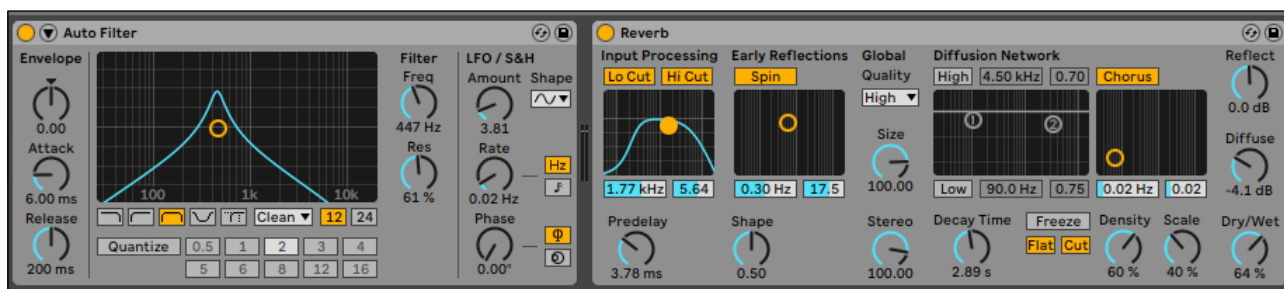 Auto Filter
Envelope
0.00
Attack
6.00 ms
Release
200 ms
100 1k 10k
Clean 12 24
Quantize 0.5 1 2 3 4
5 6 8 12 16
Filter
Freq
447 Hz
Res
61 %
LFO / S&H
Amount Shape
3.81
Rate
Hz
0.02 Hz
Phase
Φ
0.00°
Reverb
Input Processing
Lo Cut Hi Cut
1.77 kHz 5.64
Predelay
3.78 ms
Early Reflections
Spin
0.30 Hz 17.5
Shape
0.50
Global
Quality
High
Size
100.00
Stereo
100.00
Diffusion Network
High 4.50 kHz 0.70 Chorus
1 2
Low 90.0 Hz 0.75 0.02 Hz 0.02
Decay Time
2.89 s
Freeze
Flat Cut
Density
60 %
Scale
40 %
Reflect
0.0 dB
Diffuse
-4.1 dB
Dry/Wet
64 %